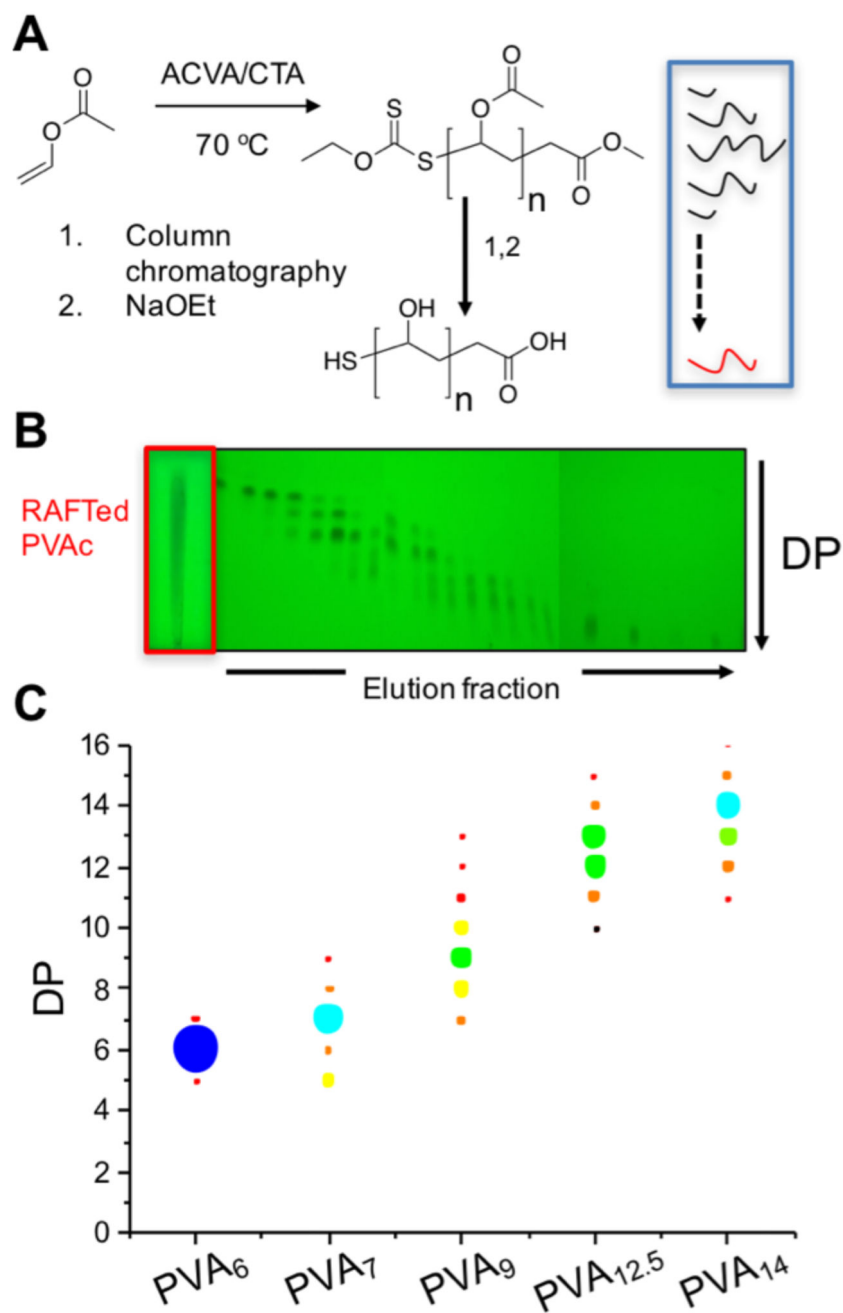 A
ACVA/CTA
70 °C
O
O
O
O
S
O
S
n
O
O
1. Column
chromatography
2. NaOEt
1,2
OH
HS
n
OH
O
B
RAFTed
PVAc
DP
Elution fraction
C
16
14
12
10
8
6
4
2
0
DP
PVA₆
PVA₇
PVA₉
PVA₁₂.₅
PVA₁₄